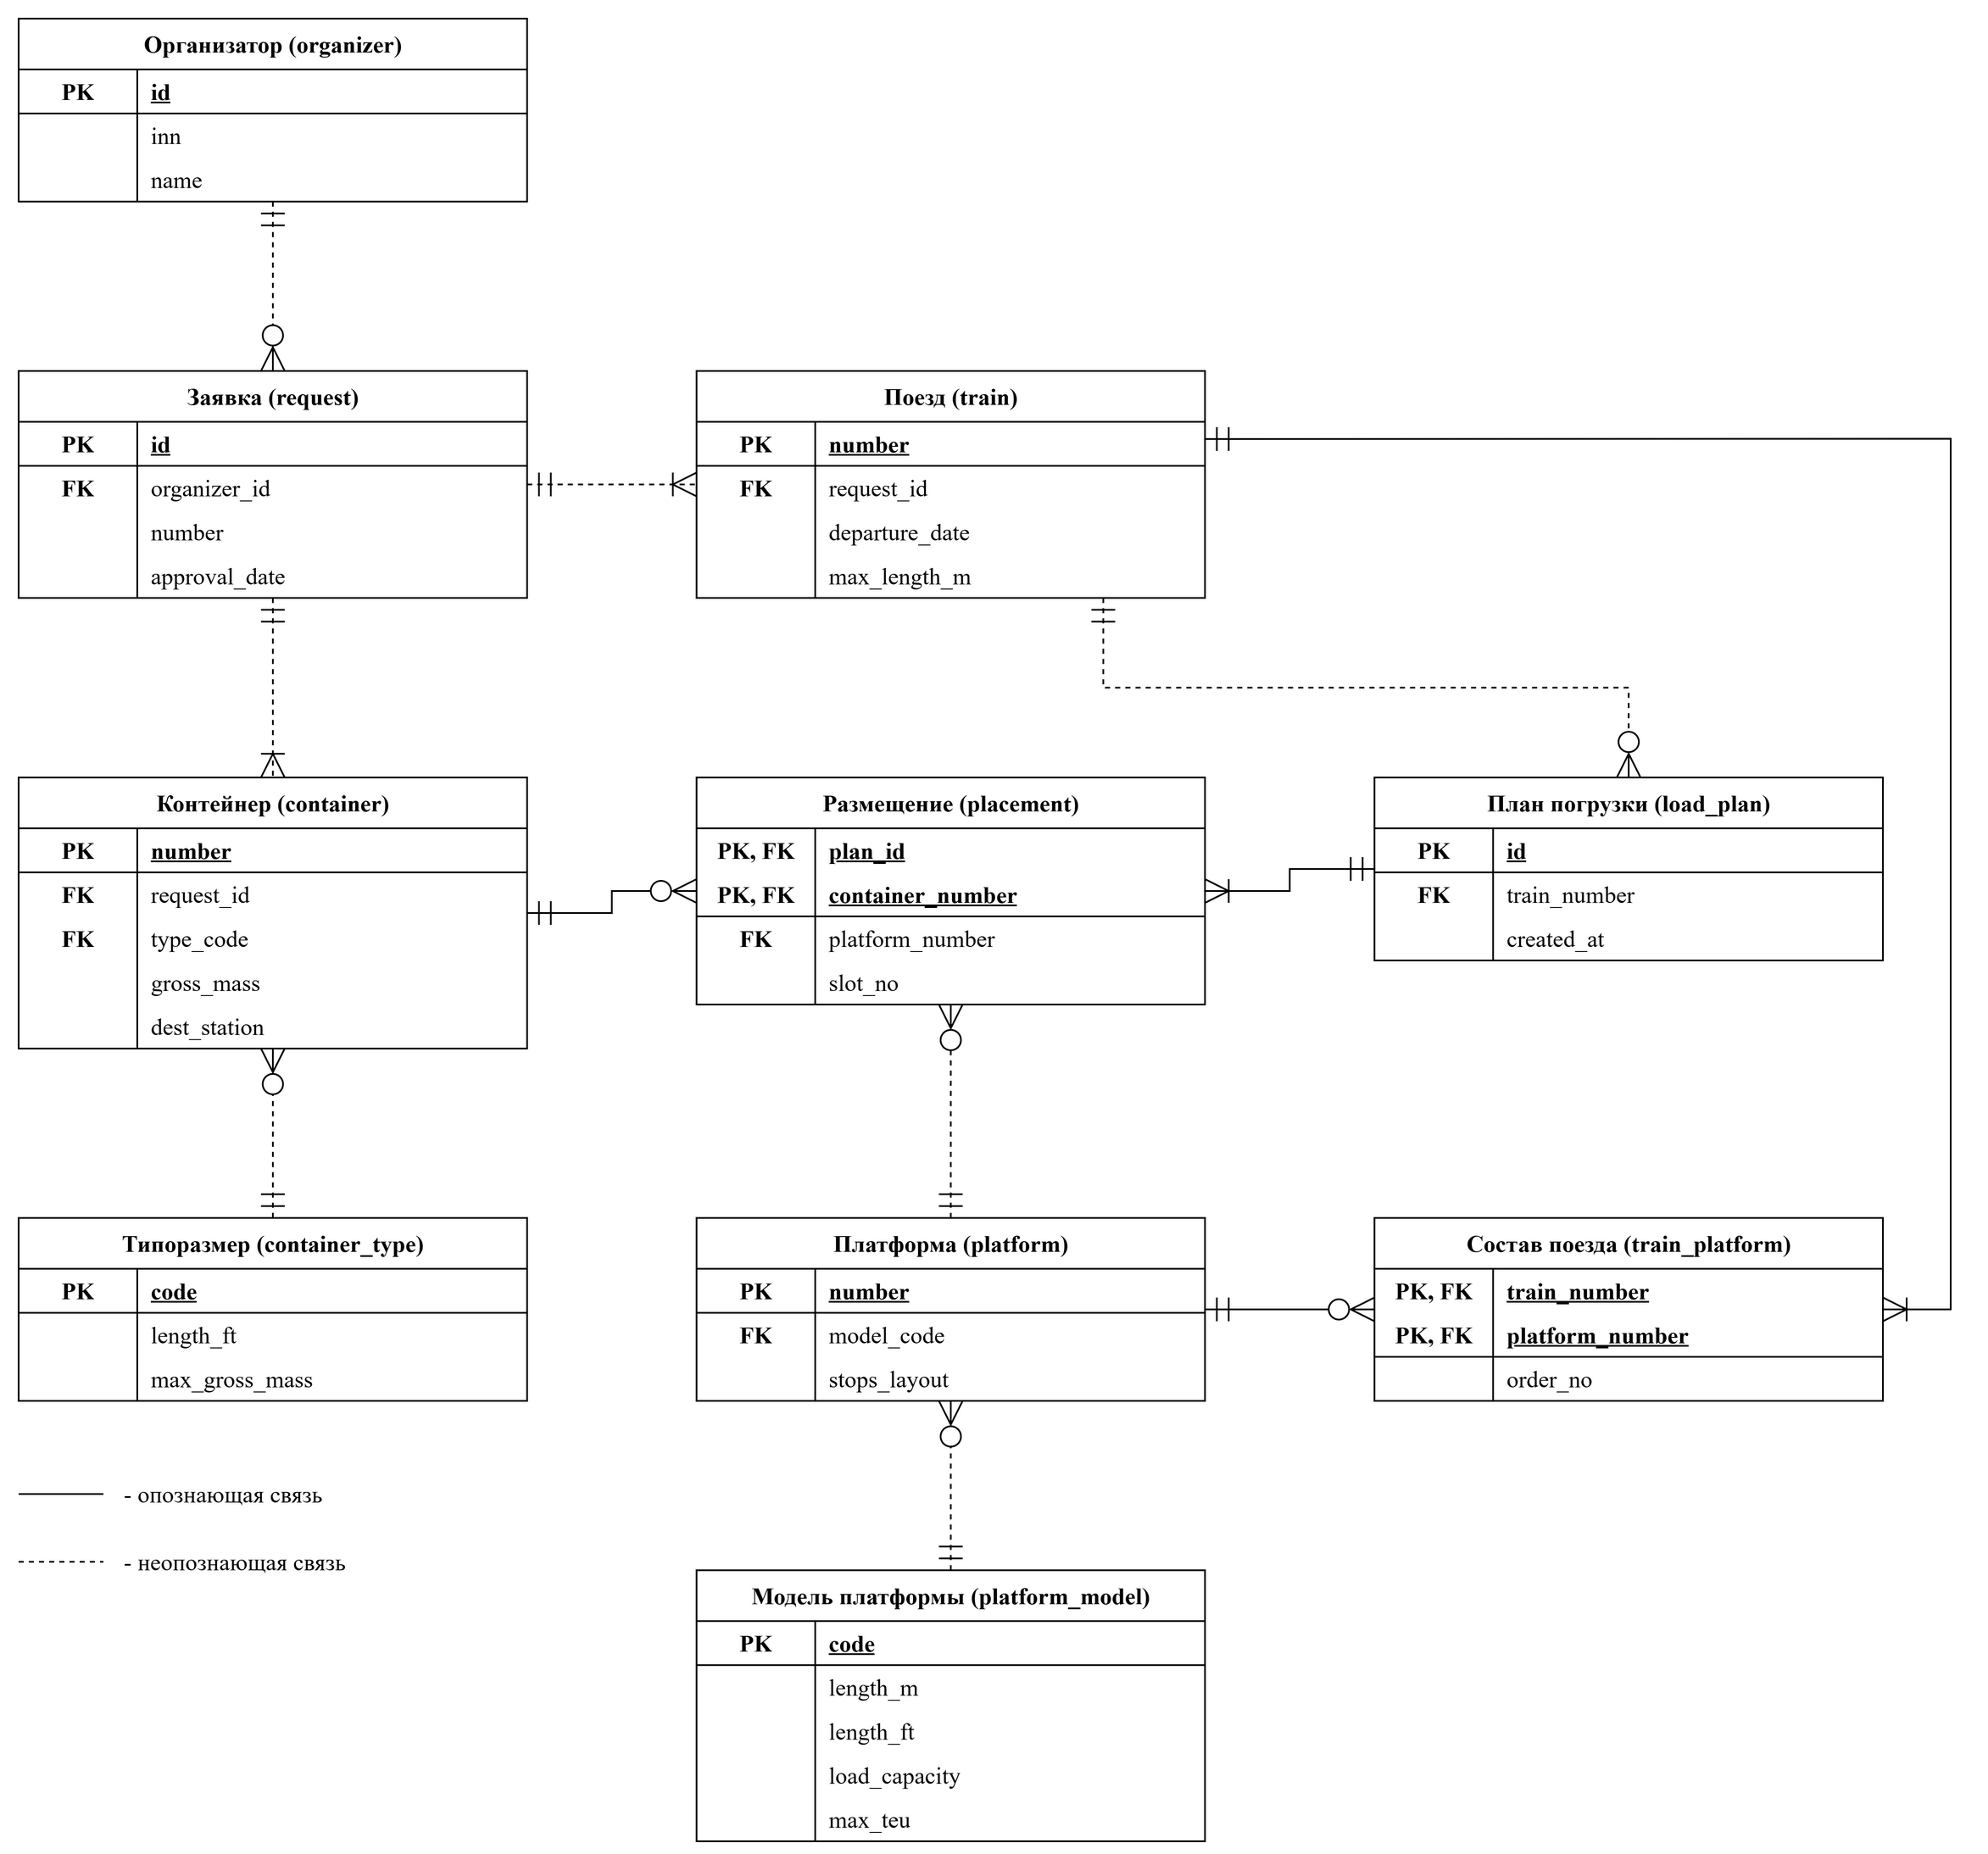 Организатор (organizer)
PK id
inn
name
Заявка (request)
PK id
FK organizer_id
number
approval_date
Поезд (train)
PK number
FK request_id
departure_date
max_length_m
Контейнер (container)
PK number
FK request_id
FK type_code
gross_mass
dest_station
Размещение (placement)
PK, FK plan_id
PK, FK container_number
FK platform_number
slot_no
План погрузки (load_plan)
PK id
FK train_number
created_at
Типоразмер (container_type)
PK code
length_ft
max_gross_mass
Платформа (platform)
PK number
FK model_code
stops_layout
Состав поезда (train_platform)
PK, FK train_number
PK, FK platform_number
order_no
- опознающая связь
- неопознающая связь
Модель платформы (platform_model)
PK code
length_m
length_ft
load_capacity
max_teu